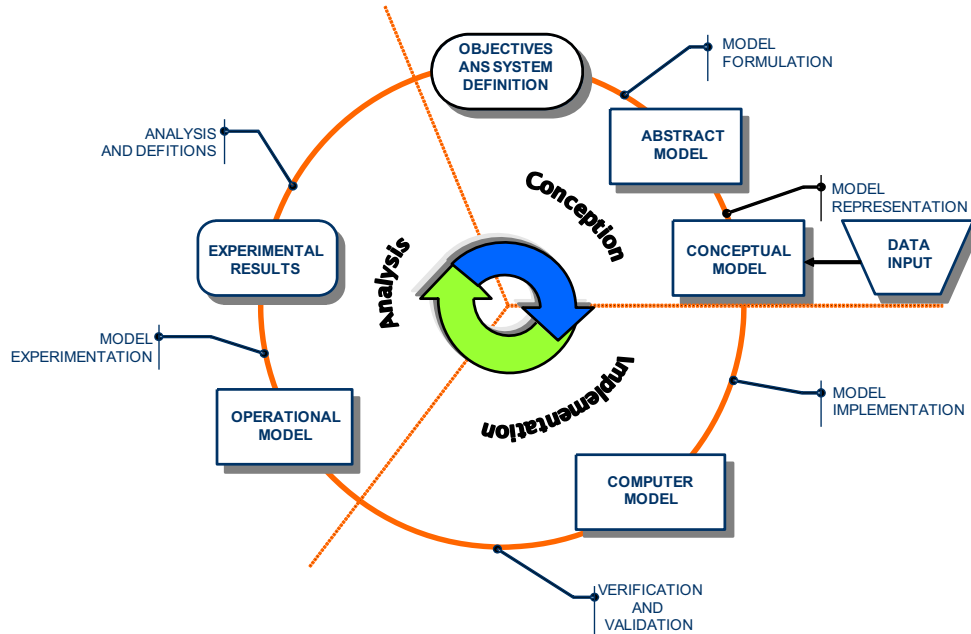 OBJECTIVES
ANS SYSTEM
DEFINITION
MODEL
FORMULATION
ABSTRACT
MODEL
MODEL
REPRESENTATION
CONCEPTUAL
MODEL
DATA
INPUT
Conception
MODEL
IMPLEMENTATION
Implementation
COMPUTER
MODEL
VERIFICATION
AND
VALIDATION
OPERATIONAL
MODEL
MODEL
EXPERIMENTATION
Analysis
EXPERIMENTAL
RESULTS
ANALYSIS
AND DEFITIONS